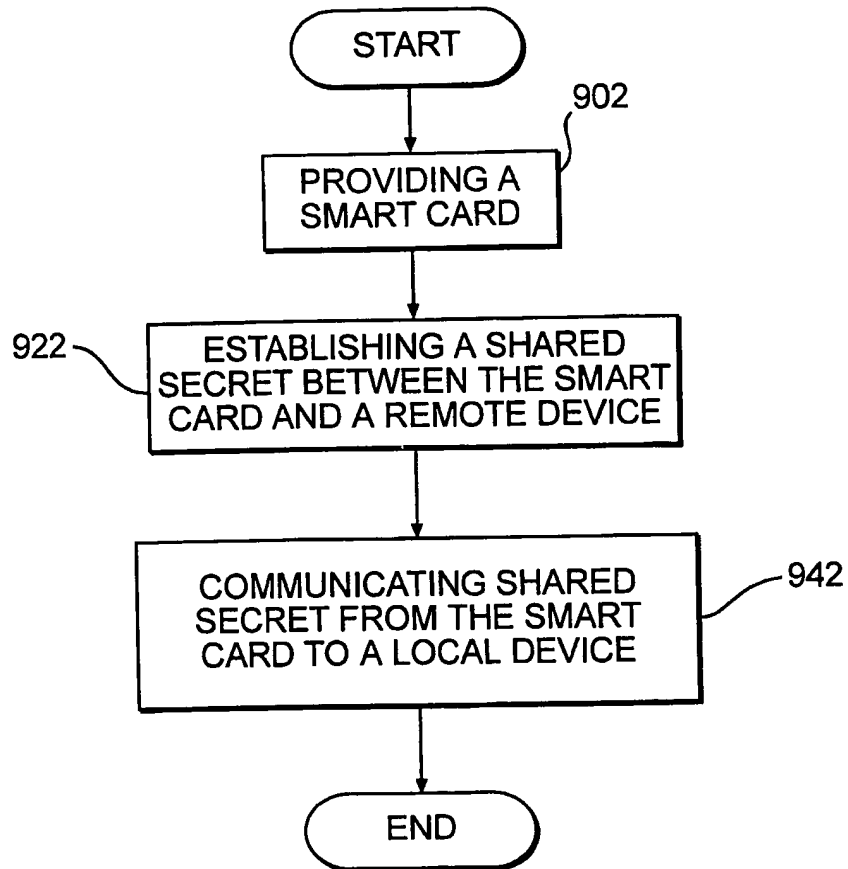 START
902
PROVIDING A
SMART CARD
922
ESTABLISHING A SHARED
SECRET BETWEEN THE SMART
CARD AND A REMOTE DEVICE
COMMUNICATING SHARED
SECRET FROM THE SMART
CARD TO A LOCAL DEVICE
942
END